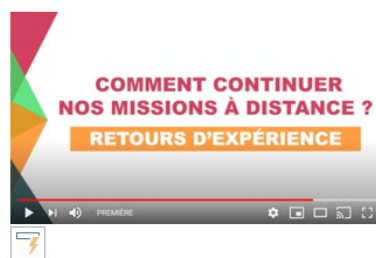 COMMENT CONTINUER
NOS MISSIONS À DISTANCE ?
RETOURS D'EXPÉRIENCE
PREMIÈRE